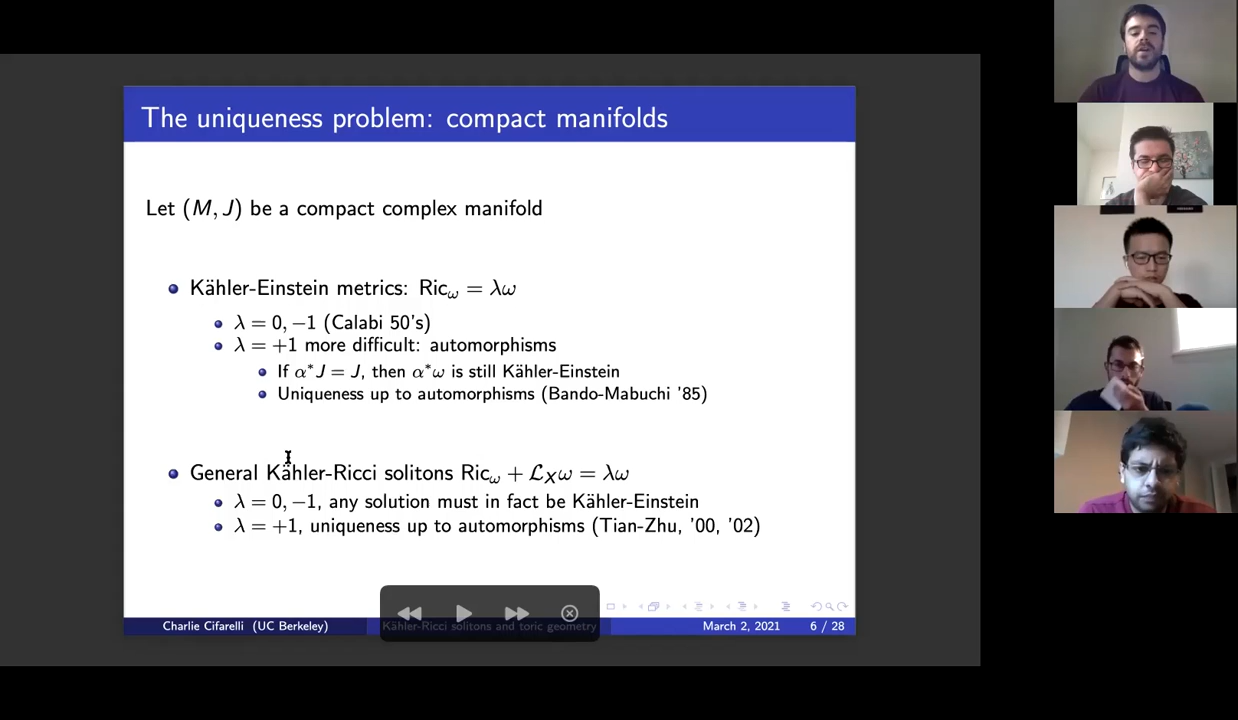 The uniqueness problem: compact manifolds
Let (M, J) be a compact complex manifold
Kähler-Einstein metrics: Ric_ω = λω
λ = 0, −1 (Calabi 50's)
λ = +1 more difficult: automorphisms
If α*J = J, then α*ω is still Kähler-Einstein
Uniqueness up to automorphisms (Bando-Mabuchi '85)
General Kähler-Ricci solitons Ric_ω + ℒ_Xω = λω
λ = 0, −1, any solution must in fact be Kähler-Einstein
λ = +1, uniqueness up to automorphisms (Tian-Zhu, '00, '02)
Charlie Cifarelli (UC Berkeley) Kähler-Ricci solitons and toric geometry March 2, 2021 6 / 28